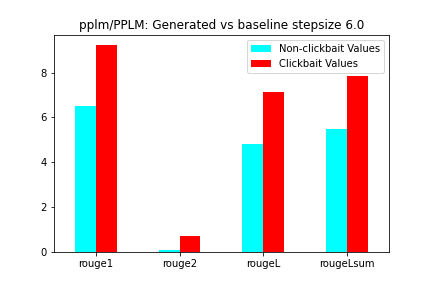 pplm/PPLM: Generated vs baseline stepsize 6.0
Non-clickbait Values
Clickbait Values
8
6
4
2
0
rouge1 rouge2 rougeL rougeLsum